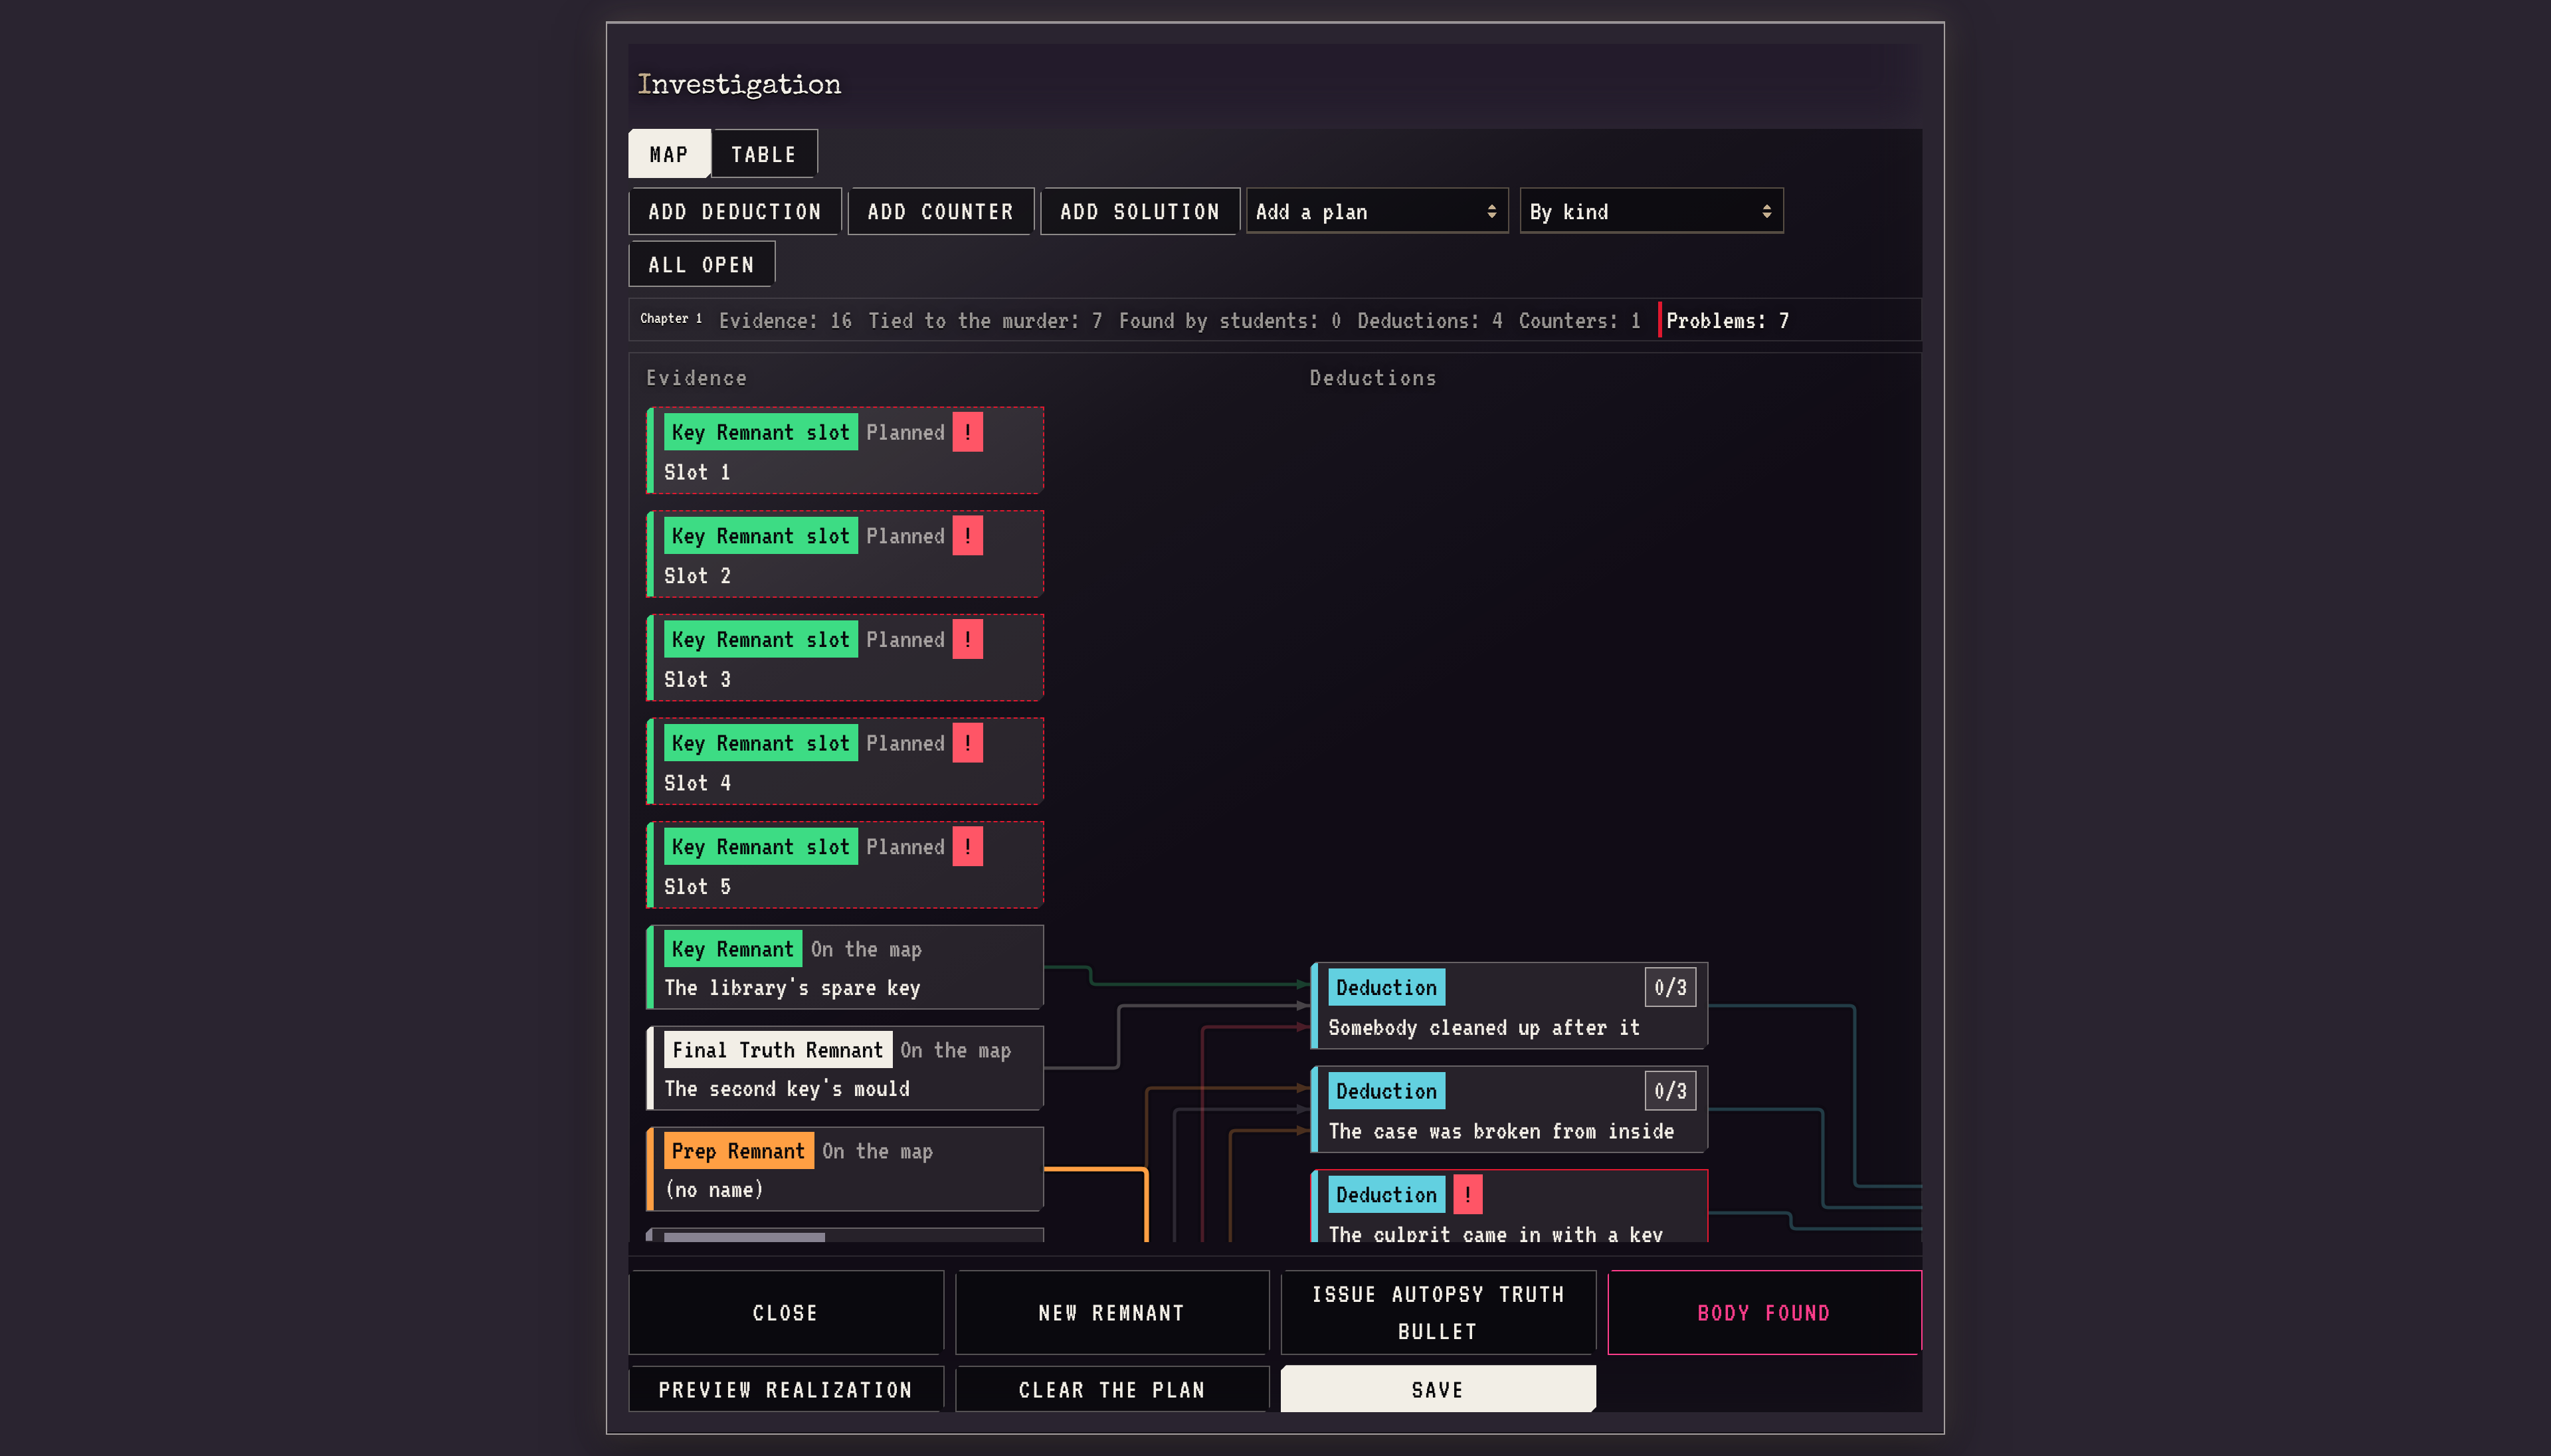 Investigation
MAP TABLE
ADD DEDUCTION ADD COUNTER ADD SOLUTION Add a plan By kind
ALL OPEN
Chapter 1 Evidence: 16 Tied to the murder: 7 Found by students: 0 Deductions: 4 Counters: 1 Problems: 7
Evidence Deductions
Key Remnant slot Planned !
Slot 1
Key Remnant slot Planned !
Slot 2
Key Remnant slot Planned !
Slot 3
Key Remnant slot Planned !
Slot 4
Key Remnant slot Planned !
Slot 5
Key Remnant On the map
The library's spare key
Deduction 0/3
Somebody cleaned up after it
Final Truth Remnant On the map
The second key's mould
Deduction 0/3
The case was broken from inside
Prep Remnant On the map
(no name)
Deduction !
The culprit came in with a key
CLOSE NEW REMNANT ISSUE AUTOPSY TRUTH BULLET BODY FOUND
PREVIEW REALIZATION CLEAR THE PLAN SAVE